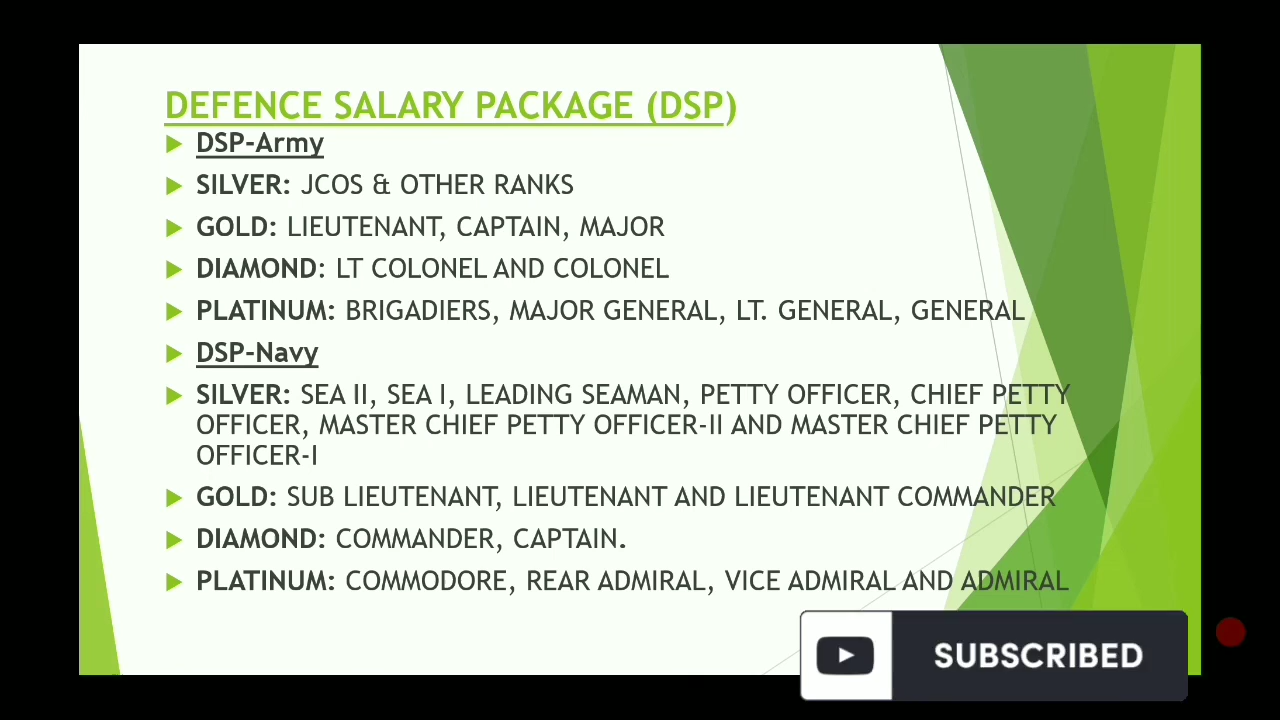 DEFENCE SALARY PACKAGE (DSP)
DSP-Army
SILVER: JCOS & OTHER RANKS
GOLD: LIEUTENANT, CAPTAIN, MAJOR
DIAMOND: LT COLONEL AND COLONEL
PLATINUM: BRIGADIERS, MAJOR GENERAL, LT. GENERAL, GENERAL
DSP-Navy
SILVER: SEA II, SEA I, LEADING SEAMAN, PETTY OFFICER, CHIEF PETTY
OFFICER, MASTER CHIEF PETTY OFFICER-II AND MASTER CHIEF PETTY
OFFICER-I
GOLD: SUB LIEUTENANT, LIEUTENANT AND LIEUTENANT COMMANDER
DIAMOND: COMMANDER, CAPTAIN.
PLATINUM: COMMODORE, REAR ADMIRAL, VICE ADMIRAL AND ADMIRAL
SUBSCRIBED